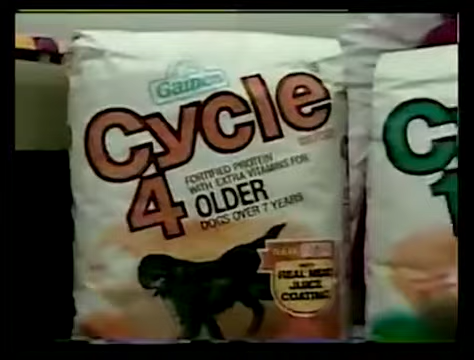 Gaines
Cycle
4
FORTIFIED PROTEIN
WITH EXTRA VITAMINS FOR
OLDER
DOGS OVER 7 YEARS
REAL MEAT
JUICE
COATING
C